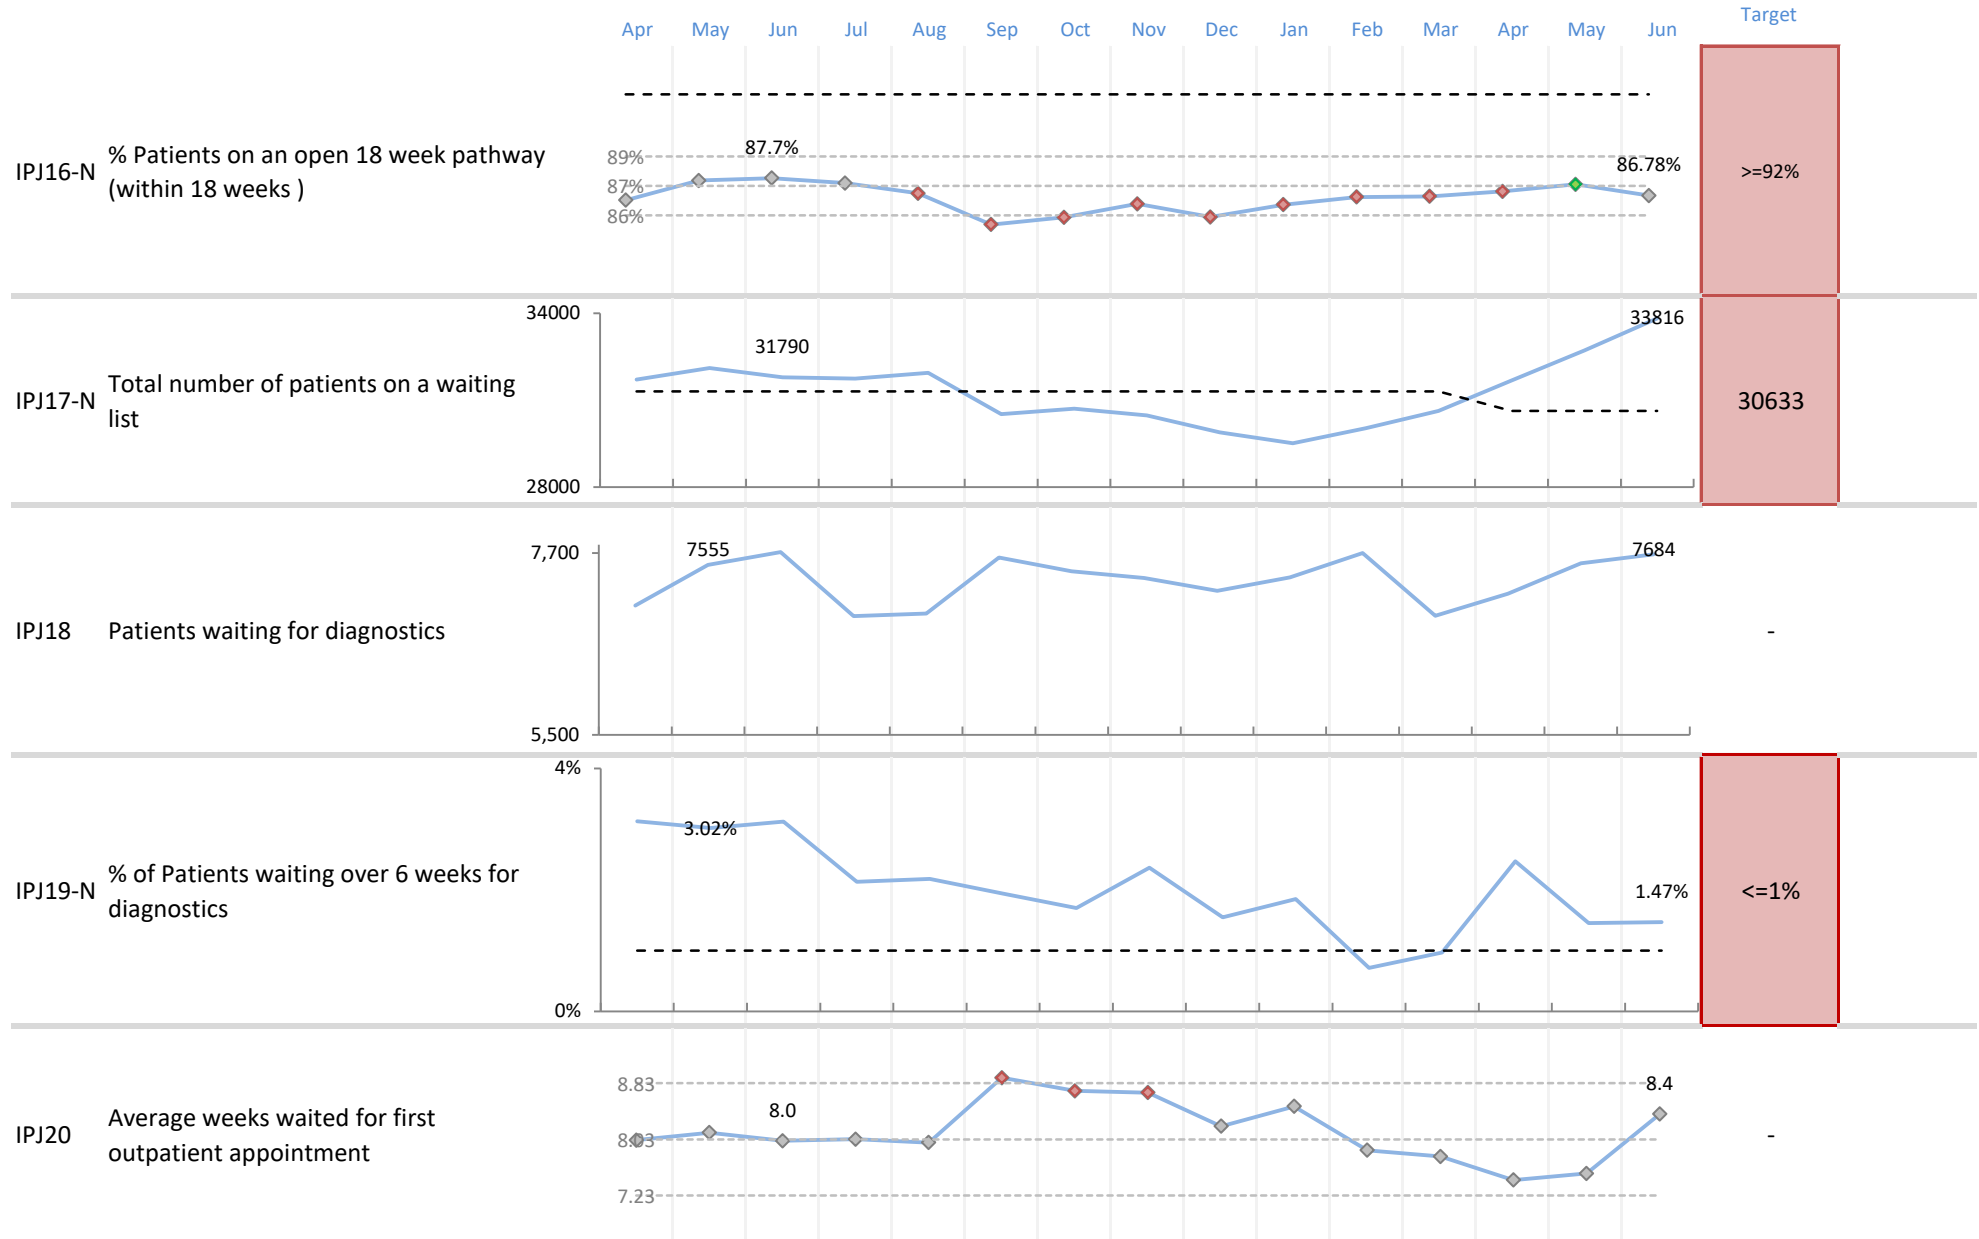 Apr May Jun Jul Aug Sep Oct Nov Dec Jan Feb Mar Apr May Jun Target
IPJ16-N
% Patients on an open 18 week pathway
(within 18 weeks )
89%
87%
86%
87.7%
86.78%
>=92%
IPJ17-N
Total number of patients on a waiting
list
34000
28000
31790
33816
30633
IPJ18
Patients waiting for diagnostics
7,700
5,500
7555
7684
-
IPJ19-N
% of Patients waiting over 6 weeks for
diagnostics
4%
0%
3.02%
1.47%
<=1%
IPJ20
Average weeks waited for first
outpatient appointment
8.83
8.03
7.23
8.0
8.4
-